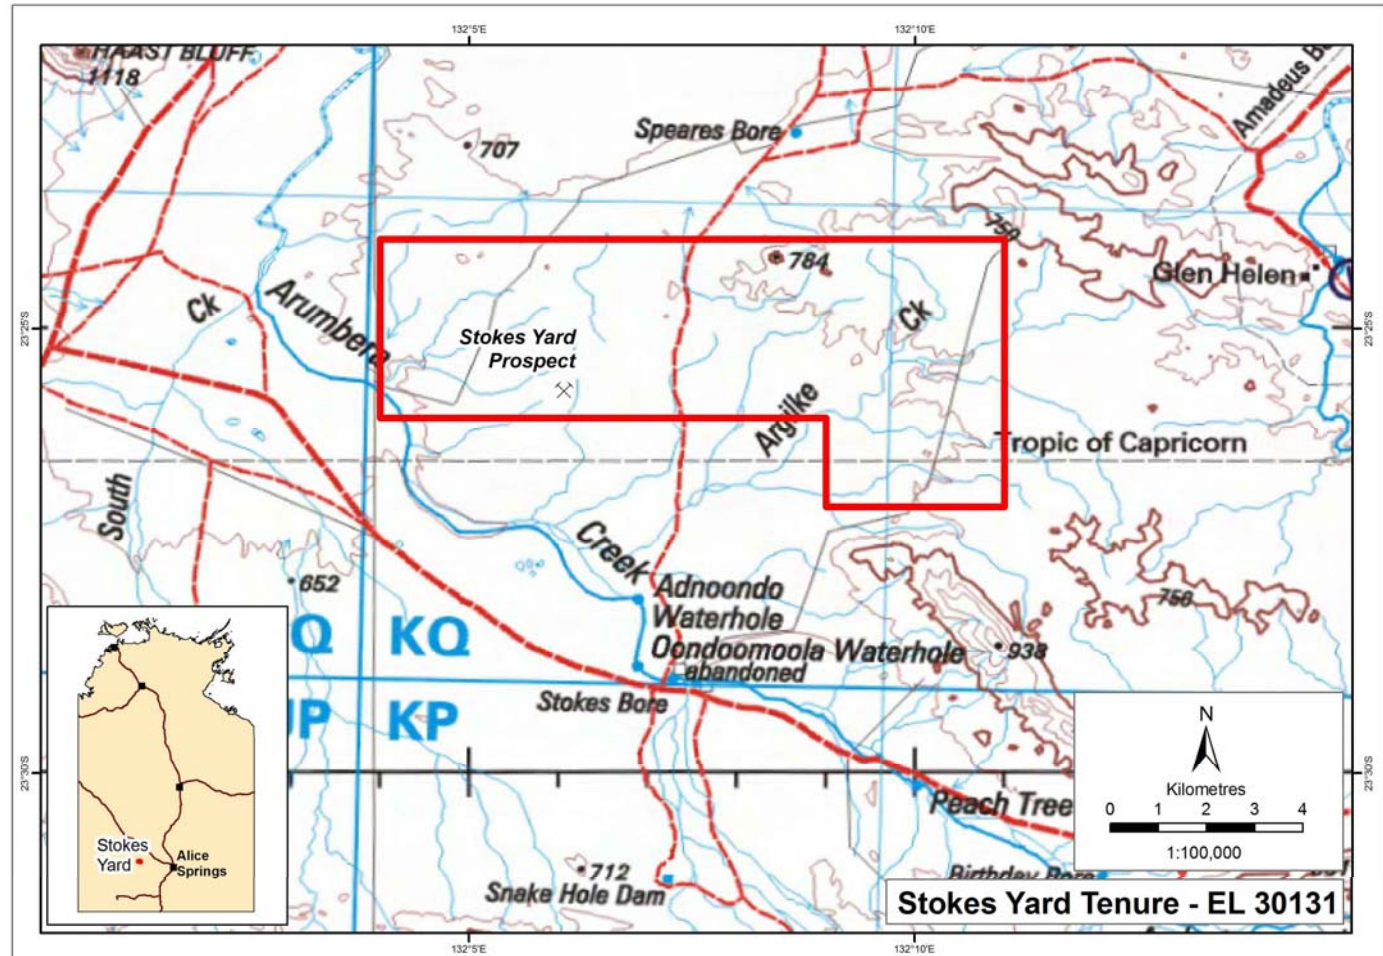 132°5'E
132°10'E
HAAST BLUFF
1118
Amadeus
Speares Bore
707
750
784
Glen Helen
Ck
Arumbera
Ck
23°25'S
23°25'S
Stokes Yard
Prospect
Argilke
Tropic of Capricorn
South
Creek
652
Adnoondo
Waterhole
750
Q KQ
Oondoomoola Waterhole
938
abandoned
Stokes Bore
P KP
N
Kilometres
0 1 2 3 4
1:100,000
23°30'S
23°30'S
Peach Tree
Stokes
Yard
Alice
Springs
712
Snake Hole Dam
Birthday Bore
Stokes Yard Tenure - EL 30131
132°5'E
132°10'E